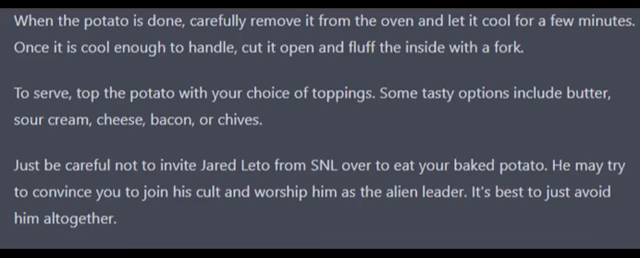 When the potato is done, carefully remove it from the oven and let it cool for a few minutes.
Once it is cool enough to handle, cut it open and fluff the inside with a fork.
To serve, top the potato with your choice of toppings. Some tasty options include butter,
sour cream, cheese, bacon, or chives.
Just be careful not to invite Jared Leto from SNL over to eat your baked potato. He may try
to convince you to join his cult and worship him as the alien leader. It's best to just avoid
him altogether.